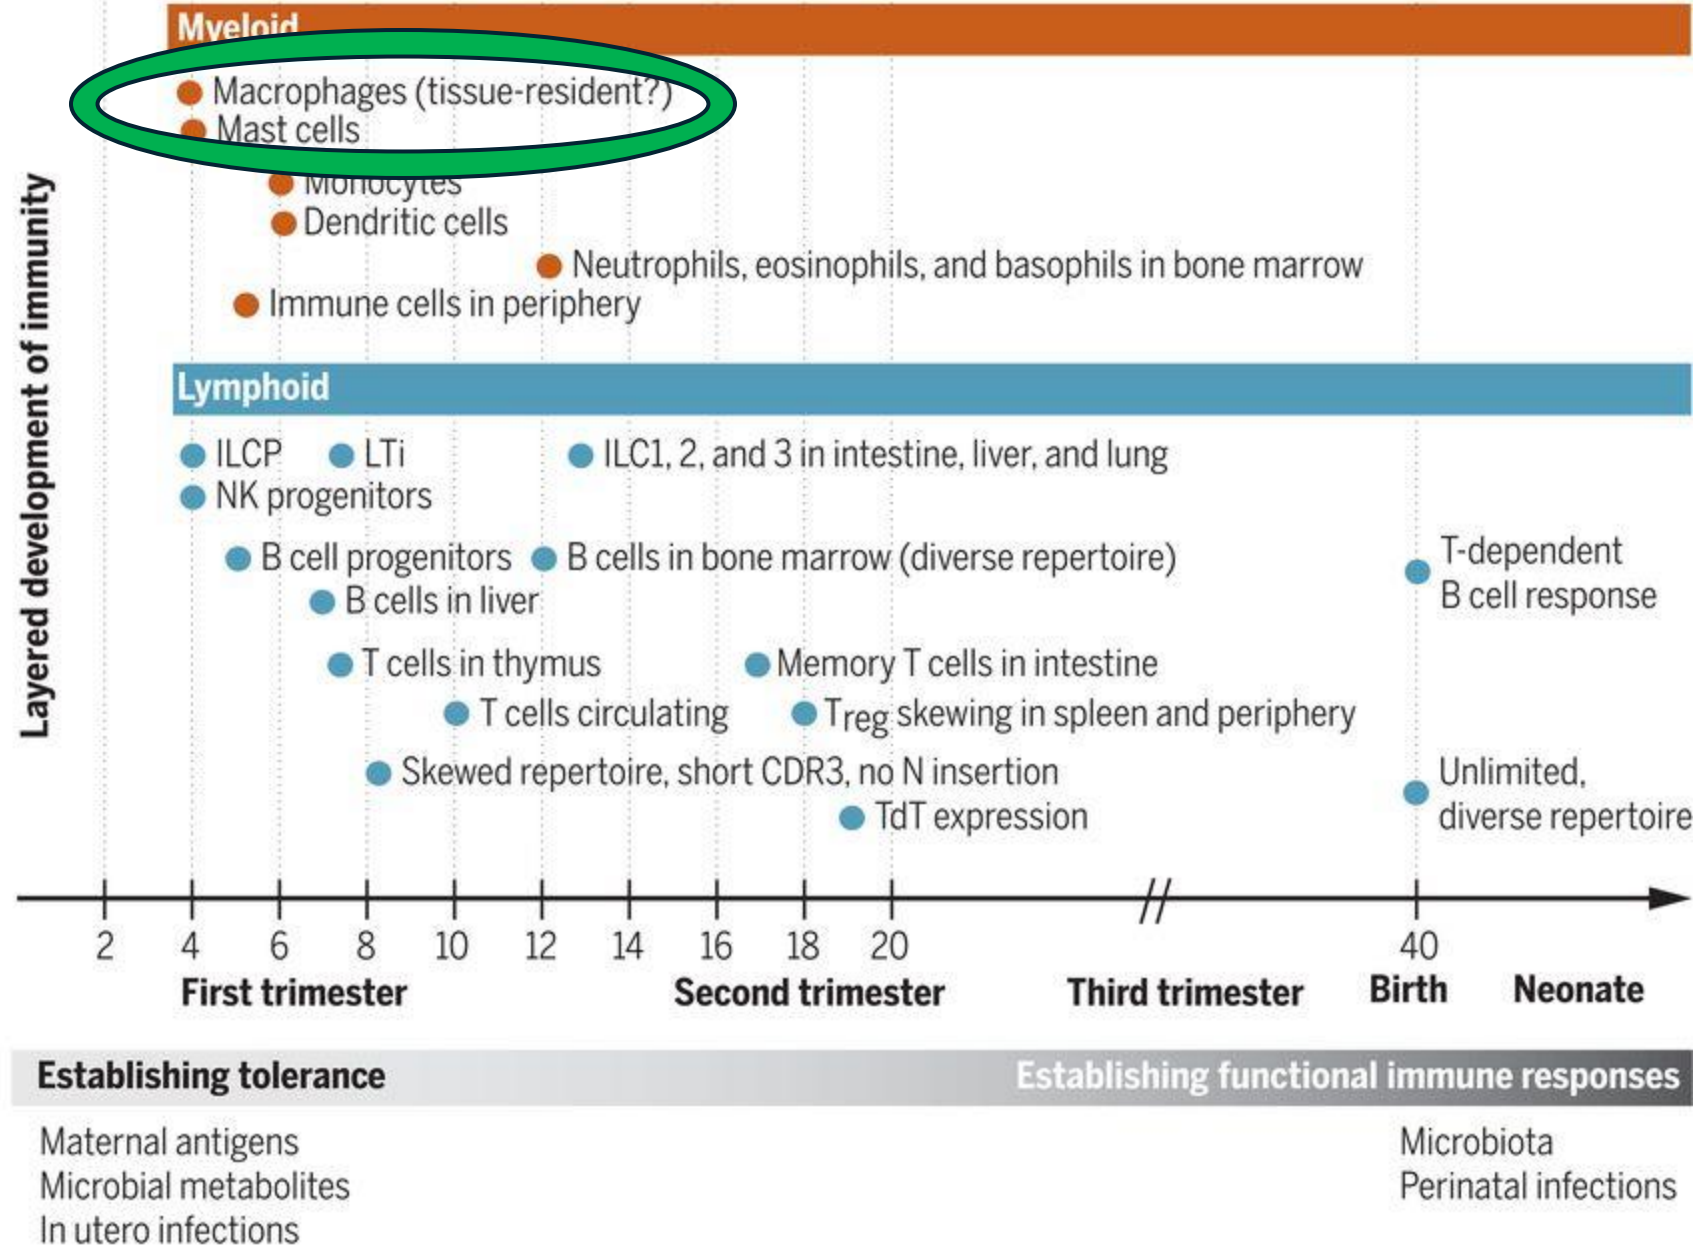 Myeloid
Macrophages (tissue-resident?)
Mast cells
Monocytes
Dendritic cells
Neutrophils, eosinophils, and basophils in bone marrow
Immune cells in periphery
Layered development of immunity
Lymphoid
ILCP
LTi
ILC1, 2, and 3 in intestine, liver, and lung
NK progenitors
B cell progenitors
B cells in bone marrow (diverse repertoire)
T-dependent
B cell response
B cells in liver
T cells in thymus
Memory T cells in intestine
T cells circulating
Treg skewing in spleen and periphery
Skewed repertoire, short CDR3, no N insertion
Unlimited,
diverse repertoire
TdT expression
2 4 6 8 10 12 14 16 18 20 40
First trimester Second trimester Third trimester Birth Neonate
Establishing tolerance
Establishing functional immune responses
Maternal antigens
Microbial metabolites
In utero infections
Microbiota
Perinatal infections